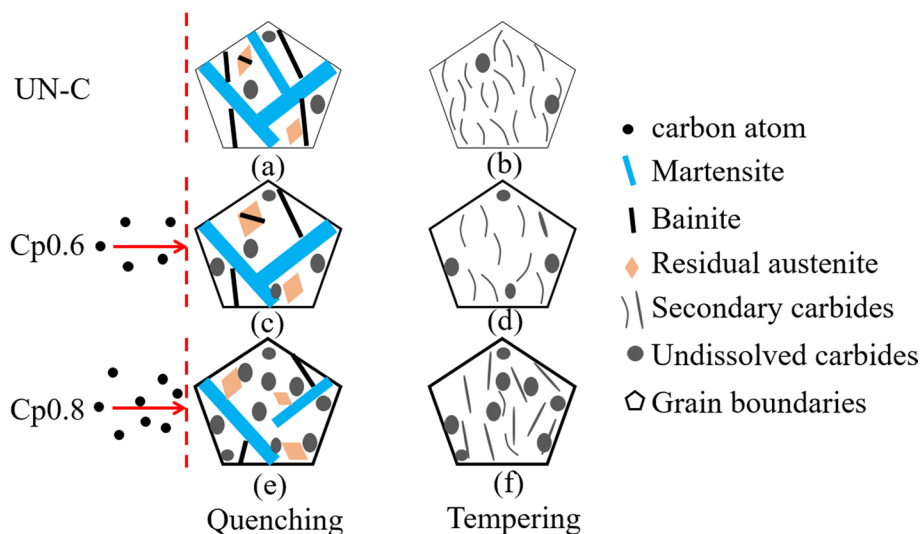 UN-C
(a)
(b)
carbon atom
Martensite
Bainite
Cp0.6
Residual austenite
Secondary carbides
(c)
(d)
Undissolved carbides
Cp0.8
Grain boundaries
(e)
(f)
Quenching
Tempering